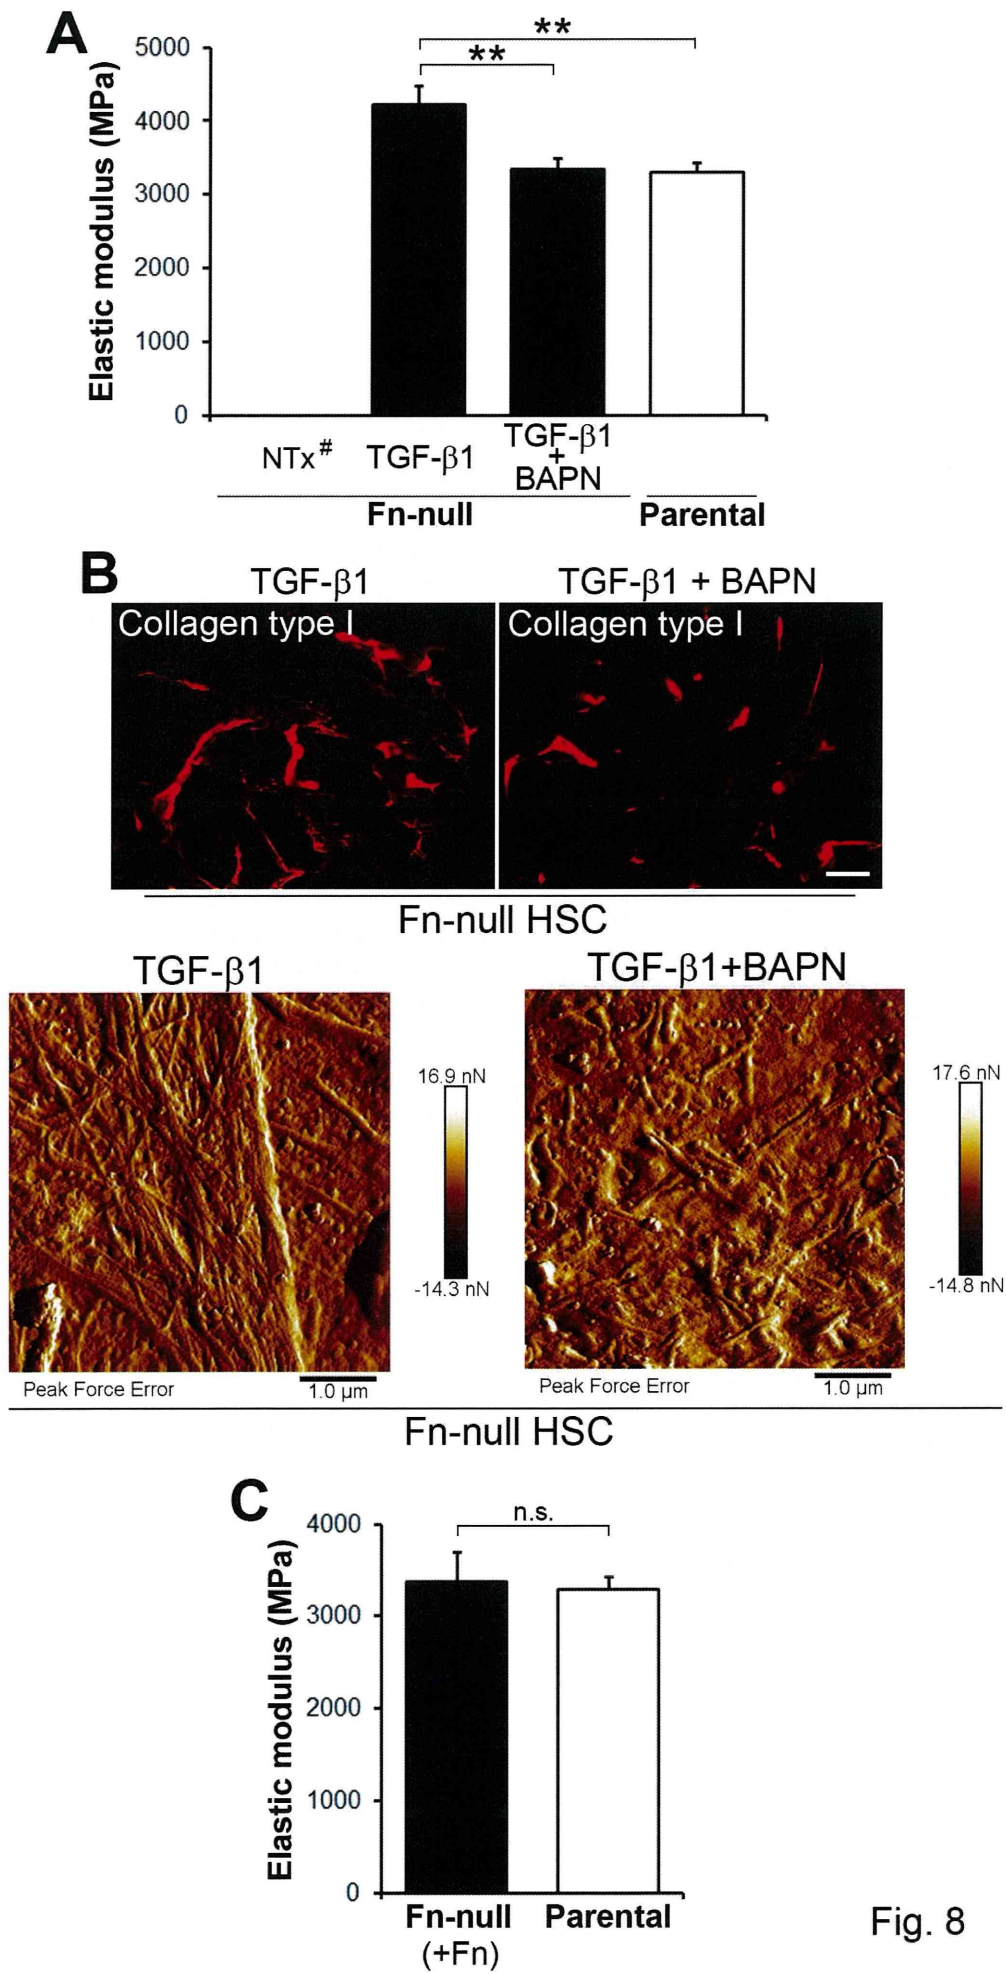 A
**
**
5000
4000
3000
2000
1000
0
Elastic modulus (MPa)
NTx#
TGF-β1
TGF-β1
+
BAPN
Fn-null
Parental
B
TGF-β1
TGF-β1 + BAPN
Collagen type I
Collagen type I
Fn-null HSC
TGF-β1
TGF-β1+BAPN
16.9 nN
-14.3 nN
17.6 nN
-14.8 nN
Peak Force Error
1.0 µm
Peak Force Error
1.0 µm
Fn-null HSC
C
n.s.
4000
3000
2000
1000
0
Elastic modulus (MPa)
Fn-null
(+Fn)
Parental
Fig. 8